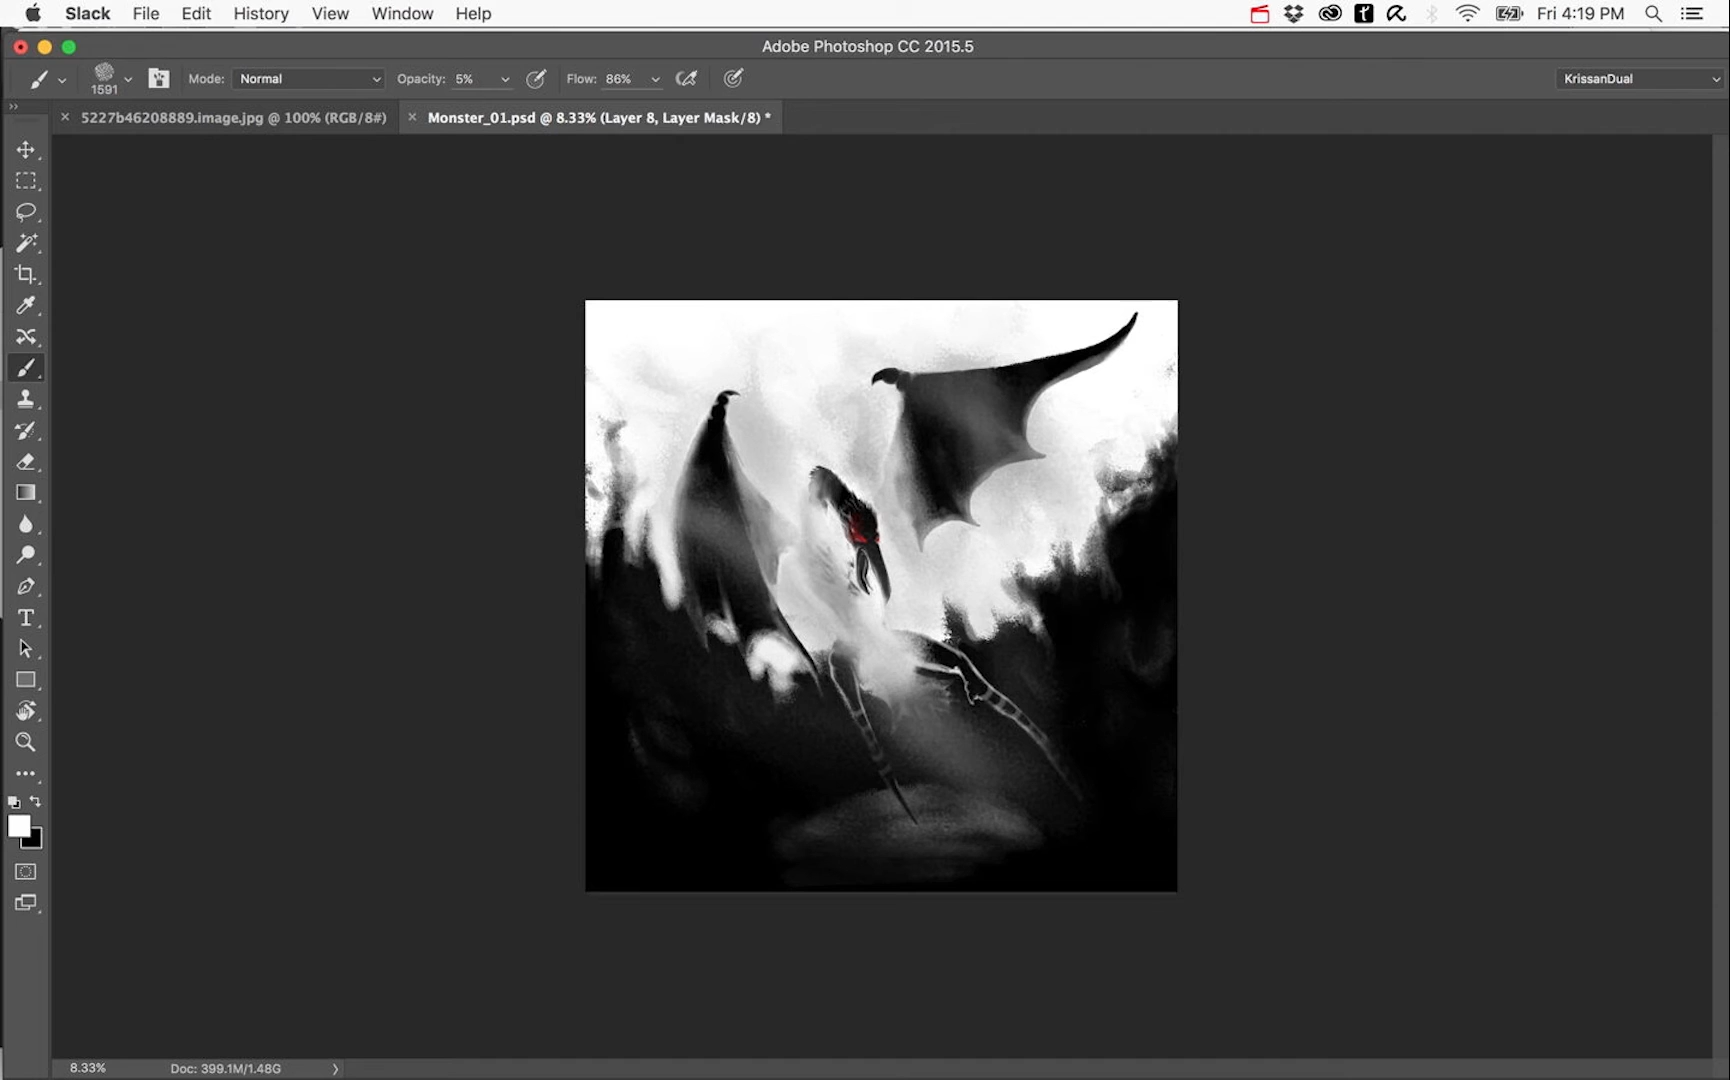 Slack File Edit History View Window Help Fri 4:19 PM
Adobe Photoshop CC 2015.5
1591 Mode: Normal Opacity: 5% Flow: 86% KrissanDual
5227b46208889.image.jpg @ 100% (RGB/8#) Monster_01.psd @ 8.33% (Layer 8, Layer Mask/8) *
8.33% Doc: 399.1M/1.48G